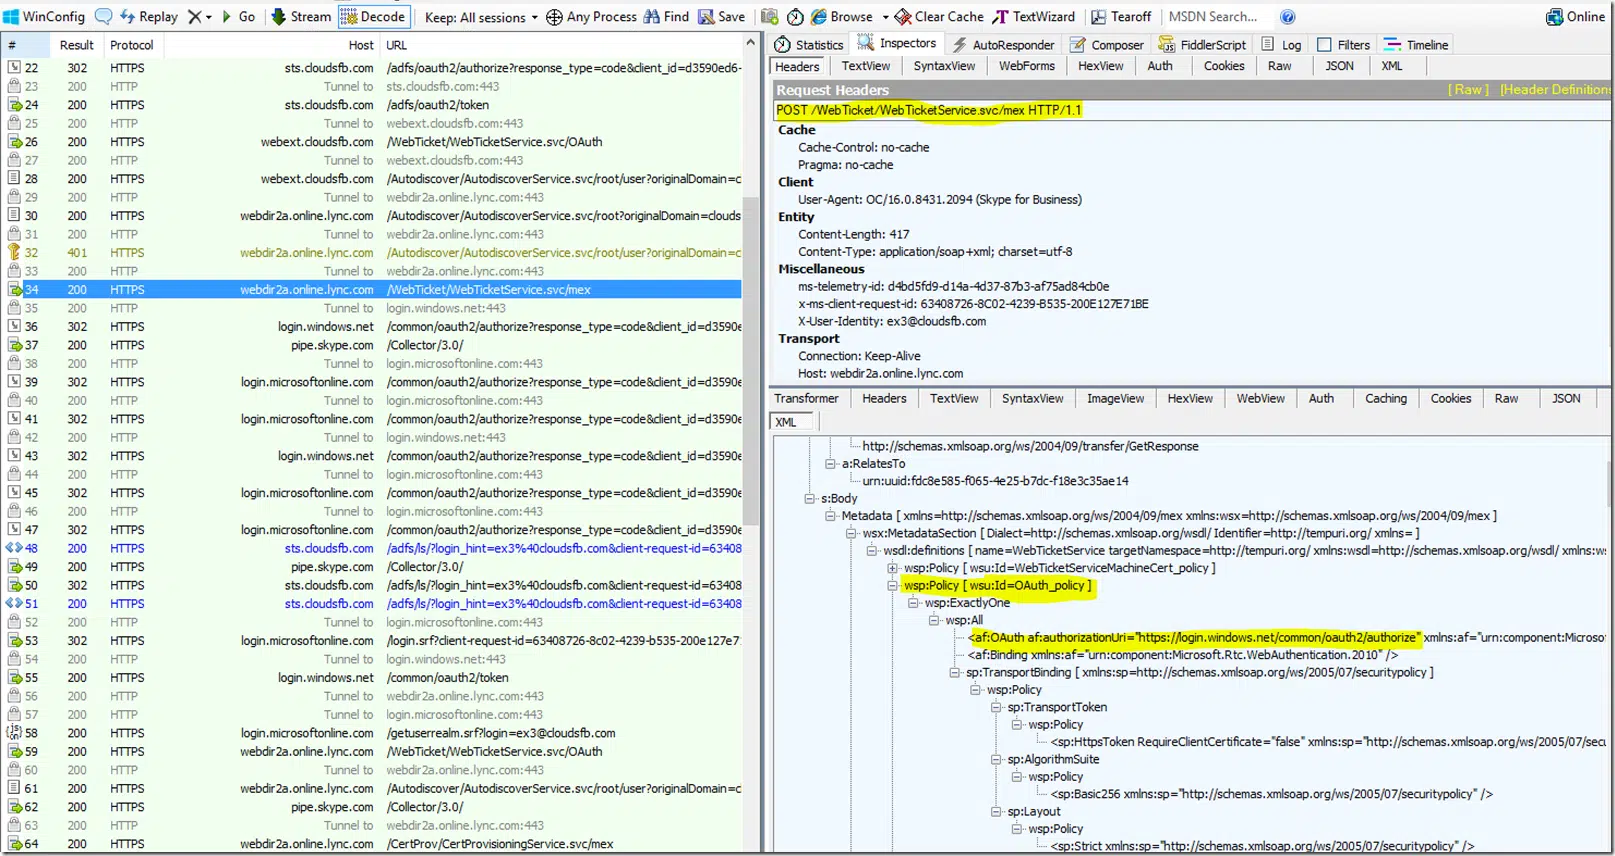 WinConfig Replay X Go Stream Decode Keep: All sessions Any Process Find Save Browse Clear Cache TextWizard Tearoff MSDN Search... Online
# Result Protocol Host URL
22 302 HTTPS sts.cloudsfb.com /adfs/oauth2/authorize?response_type=code&client_id=d3590ed6-
23 200 HTTP Tunnel to sts.cloudsfb.com:443
24 200 HTTPS sts.cloudsfb.com /adfs/oauth2/token
25 200 HTTP Tunnel to webext.cloudsfb.com:443
26 200 HTTPS webext.cloudsfb.com /WebTicket/WebTicketService.svc/OAuth
27 200 HTTP Tunnel to webext.cloudsfb.com:443
28 200 HTTPS webext.cloudsfb.com /Autodiscover/AutodiscoverService.svc/root/user?originalDomain=c
29 200 HTTP Tunnel to webdir2a.online.lync.com:443
30 200 HTTPS webdir2a.online.lync.com /Autodiscover/AutodiscoverService.svc/root?originalDomain=clouds
31 200 HTTP Tunnel to webdir2a.online.lync.com:443
32 401 HTTPS webdir2a.online.lync.com /Autodiscover/AutodiscoverService.svc/root/user?originalDomain=c
33 200 HTTP Tunnel to webdir2a.online.lync.com:443
34 200 HTTPS webdir2a.online.lync.com /WebTicket/WebTicketService.svc/mex
35 200 HTTP Tunnel to login.windows.net:443
36 302 HTTPS login.windows.net /common/oauth2/authorize?response_type=code&client_id=d3590e
37 200 HTTPS pipe.skype.com /Collector/3.0/
38 200 HTTP Tunnel to login.microsoftonline.com:443
39 302 HTTPS login.microsoftonline.com /common/oauth2/authorize?response_type=code&client_id=d3590e
40 200 HTTP Tunnel to login.microsoftonline.com:443
41 302 HTTPS login.microsoftonline.com /common/oauth2/authorize?response_type=code&client_id=d3590e
42 200 HTTP Tunnel to login.windows.net:443
43 302 HTTPS login.windows.net /common/oauth2/authorize?response_type=code&client_id=d3590e
44 200 HTTP Tunnel to login.microsoftonline.com:443
45 302 HTTPS login.microsoftonline.com /common/oauth2/authorize?response_type=code&client_id=d3590e
46 200 HTTP Tunnel to login.microsoftonline.com:443
47 302 HTTPS login.microsoftonline.com /common/oauth2/authorize?response_type=code&client_id=d3590e
48 200 HTTPS sts.cloudsfb.com /adfs/ls/?login_hint=ex3%40cloudsfb.com&client-request-id=63408
49 200 HTTPS pipe.skype.com /Collector/3.0/
50 302 HTTPS sts.cloudsfb.com /adfs/ls/?login_hint=ex3%40cloudsfb.com&client-request-id=63408
51 200 HTTPS sts.cloudsfb.com /adfs/ls/?login_hint=ex3%40cloudsfb.com&client-request-id=63408
52 200 HTTP Tunnel to login.microsoftonline.com:443
53 302 HTTPS login.microsoftonline.com /login.srf?client-request-id=63408726-8c02-4239-b535-200e127e7
54 200 HTTP Tunnel to login.windows.net:443
55 200 HTTPS login.windows.net /common/oauth2/token
56 200 HTTP Tunnel to webdir2a.online.lync.com:443
57 200 HTTP Tunnel to login.microsoftonline.com:443
58 200 HTTPS login.microsoftonline.com /getuserrealm.srf?login=ex3@cloudsfb.com
59 200 HTTPS webdir2a.online.lync.com /WebTicket/WebTicketService.svc/OAuth
60 200 HTTP Tunnel to webdir2a.online.lync.com:443
61 200 HTTPS webdir2a.online.lync.com /Autodiscover/AutodiscoverService.svc/root/user?originalDomain=c
62 200 HTTPS pipe.skype.com /Collector/3.0/
63 200 HTTP Tunnel to webdir2a.online.lync.com:443
64 200 HTTPS webdir2a.online.lync.com /CertProv/CertProvisioningService.svc/mex
Statistics Inspectors AutoResponder Composer FiddlerScript Log Filters Timeline
Headers TextView SyntaxView WebForms HexView Auth Cookies Raw JSON XML
Request Headers [ Raw ] [Header Definitions
POST /WebTicket/WebTicketService.svc/mex HTTP/1.1
Cache
Cache-Control: no-cache
Pragma: no-cache
Client
User-Agent: OC/16.0.8431.2094 (Skype for Business)
Entity
Content-Length: 417
Content-Type: application/soap+xml; charset=utf-8
Miscellaneous
ms-telemetry-id: d4bd5fd9-d14a-4d37-87b3-af75ad84cb0e
x-ms-client-request-id: 63408726-8C02-4239-B535-200E127E71BE
X-User-Identity: ex3@cloudsfb.com
Transport
Connection: Keep-Alive
Host: webdir2a.online.lync.com
Transformer Headers TextView SyntaxView ImageView HexView WebView Auth Caching Cookies Raw JSON
XML
http://schemas.xmlsoap.org/ws/2004/09/transfer/GetResponse
a:RelatesTo
urn:uuid:fdc8e585-f065-4e25-b7dc-f18e3c35ae14
s:Body
Metadata [ xmlns=http://schemas.xmlsoap.org/ws/2004/09/mex xmlns:wsx=http://schemas.xmlsoap.org/ws/2004/09/mex ]
wsx:MetadataSection [ Dialect=http://schemas.xmlsoap.org/wsdl/ Identifier=http://tempuri.org/ xmlns= ]
wsdl:definitions [ name=WebTicketService targetNamespace=http://tempuri.org/ xmlns:wsdl=http://schemas.xmlsoap.org/wsdl/ xmlns:ws
wsp:Policy [ wsu:Id=WebTicketServiceMachineCert_policy ]
wsp:Policy [ wsu:Id=OAuth_policy ]
wsp:ExactlyOne
wsp:All
<af:OAuth af:authorizationUri="https://login.windows.net/common/oauth2/authorize" xmlns:af="urn:component:Microso
<af:Binding xmlns:af="urn:component:Microsoft.Rtc.WebAuthentication.2010" />
sp:TransportBinding [ xmlns:sp=http://schemas.xmlsoap.org/ws/2005/07/securitypolicy ]
wsp:Policy
sp:TransportToken
wsp:Policy
<sp:HttpsToken RequireClientCertificate="false" xmlns:sp="http://schemas.xmlsoap.org/ws/2005/07/secu
sp:AlgorithmSuite
wsp:Policy
<sp:Basic256 xmlns:sp="http://schemas.xmlsoap.org/ws/2005/07/securitypolicy" />
sp:Layout
wsp:Policy
<sp:Strict xmlns:sp="http://schemas.xmlsoap.org/ws/2005/07/securitypolicy" />